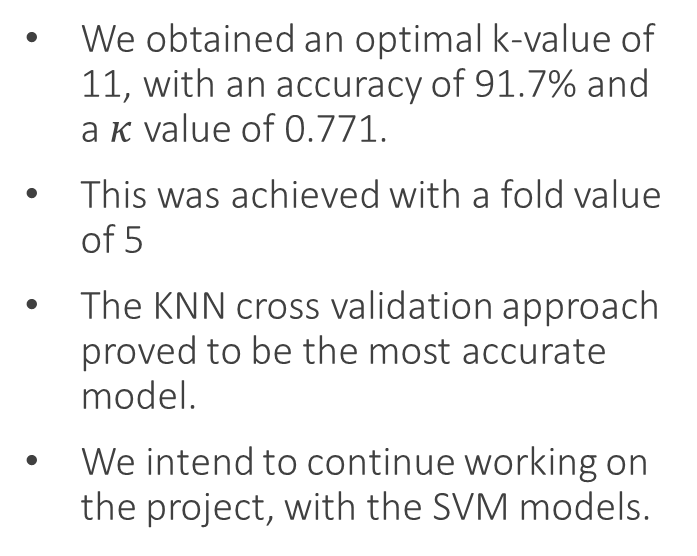 • We obtained an optimal k-value of
11, with an accuracy of 91.7% and
a κ value of 0.771.
• This was achieved with a fold value
of 5
• The KNN cross validation approach
proved to be the most accurate
model.
• We intend to continue working on
the project, with the SVM models.